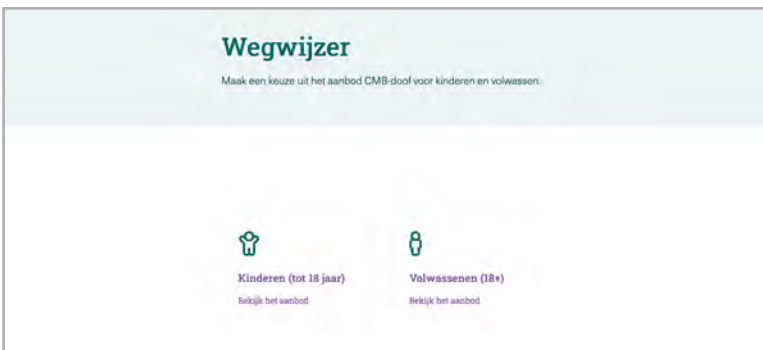 Wegwijzer
Maak een keuze uit het aanbod CMB-doof voor kinderen en volwassen.
Kinderen (tot 18 jaar)
Volwassenen (18+)
Bekijk het aanbod
Bekijk het aanbod